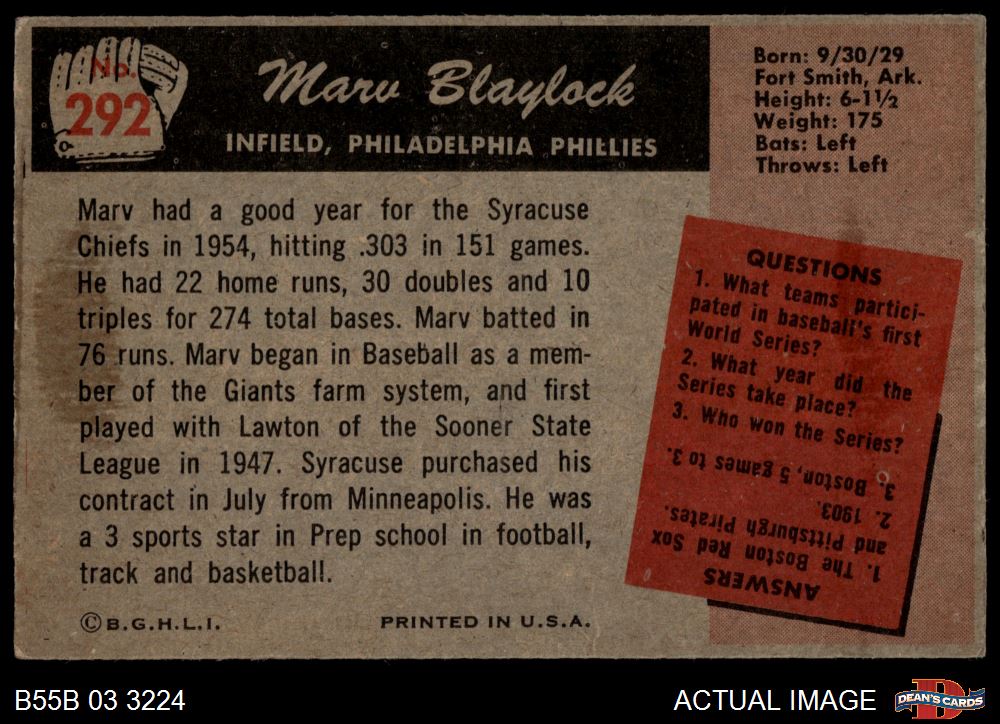 No.
292
Marv Blaylock
INFIELD, PHILADELPHIA PHILLIES
Born: 9/30/29
Fort Smith, Ark.
Height: 6-1½
Weight: 175
Bats: Left
Throws: Left
Marv had a good year for the Syracuse
Chiefs in 1954, hitting .303 in 151 games.
He had 22 home runs, 30 doubles and 10
triples for 274 total bases. Marv batted in
76 runs. Marv began in Baseball as a mem-
ber of the Giants farm system, and first
played with Lawton of the Sooner State
League in 1947. Syracuse purchased his
contract in July from Minneapolis. He was
a 3 sports star in Prep school in football,
track and basketball.
©B.G.H.L.I.
PRINTED IN U.S.A.
QUESTIONS
1. What teams partici-
pated in baseball's first
World Series?
2. What year did the
Series take place?
3. Who won the Series?
ANSWERS
1. The Boston Red Sox
and Pittsburgh Pirates.
2. 1903.
3. Boston, 5 games to 3.
B55B 03 3224
ACTUAL IMAGE
D
DEAN'S CARDS